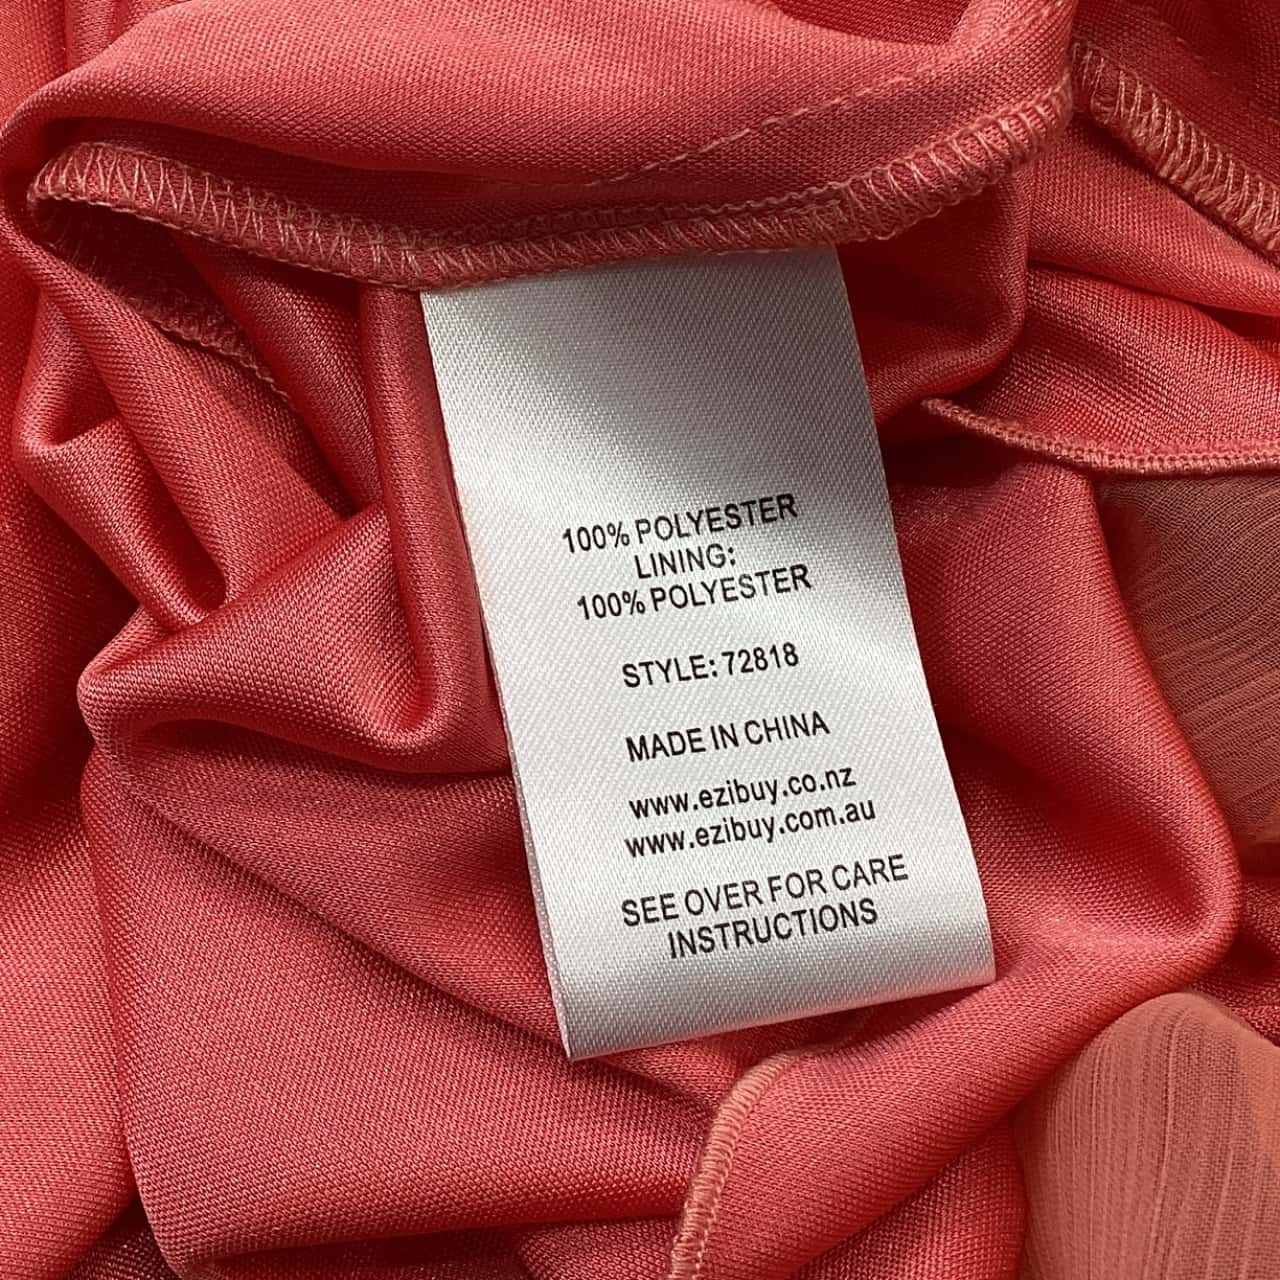 100% POLYESTER
LINING:
100% POLYESTER
STYLE: 72818
MADE IN CHINA
www.ezibuy.co.nz
www.ezibuy.com.au
SEE OVER FOR CARE
INSTRUCTIONS